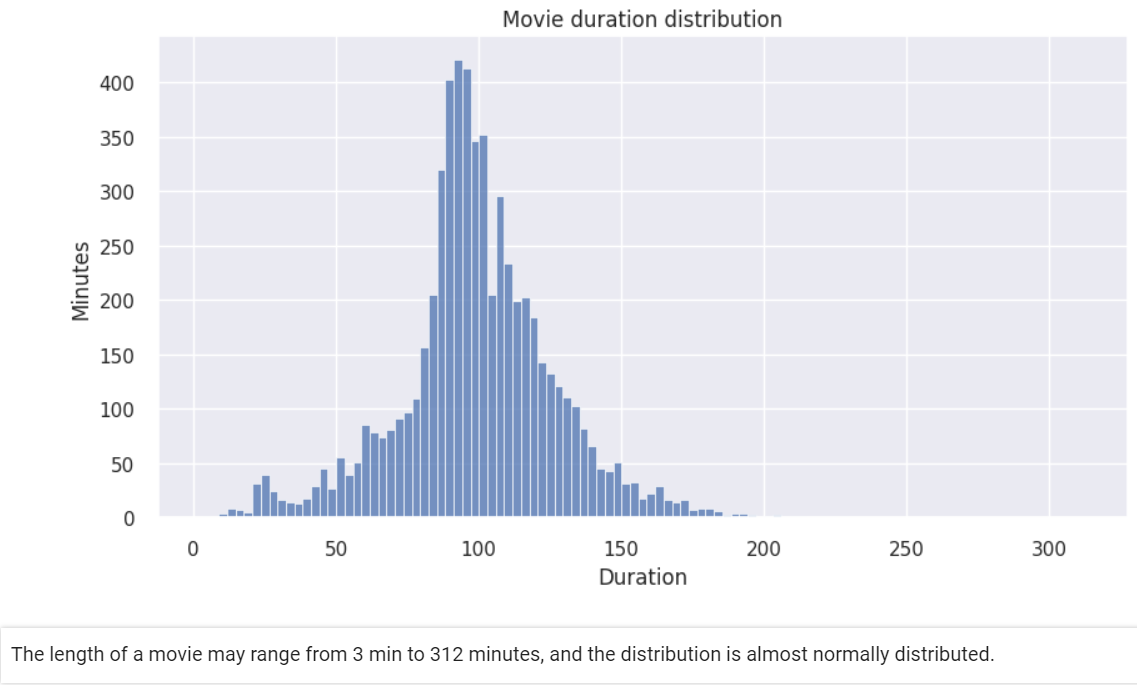 Movie duration distribution
Minutes
400
350
300
250
200
150
100
50
0
0 50 100 150 200 250 300
Duration
The length of a movie may range from 3 min to 312 minutes, and the distribution is almost normally distributed.